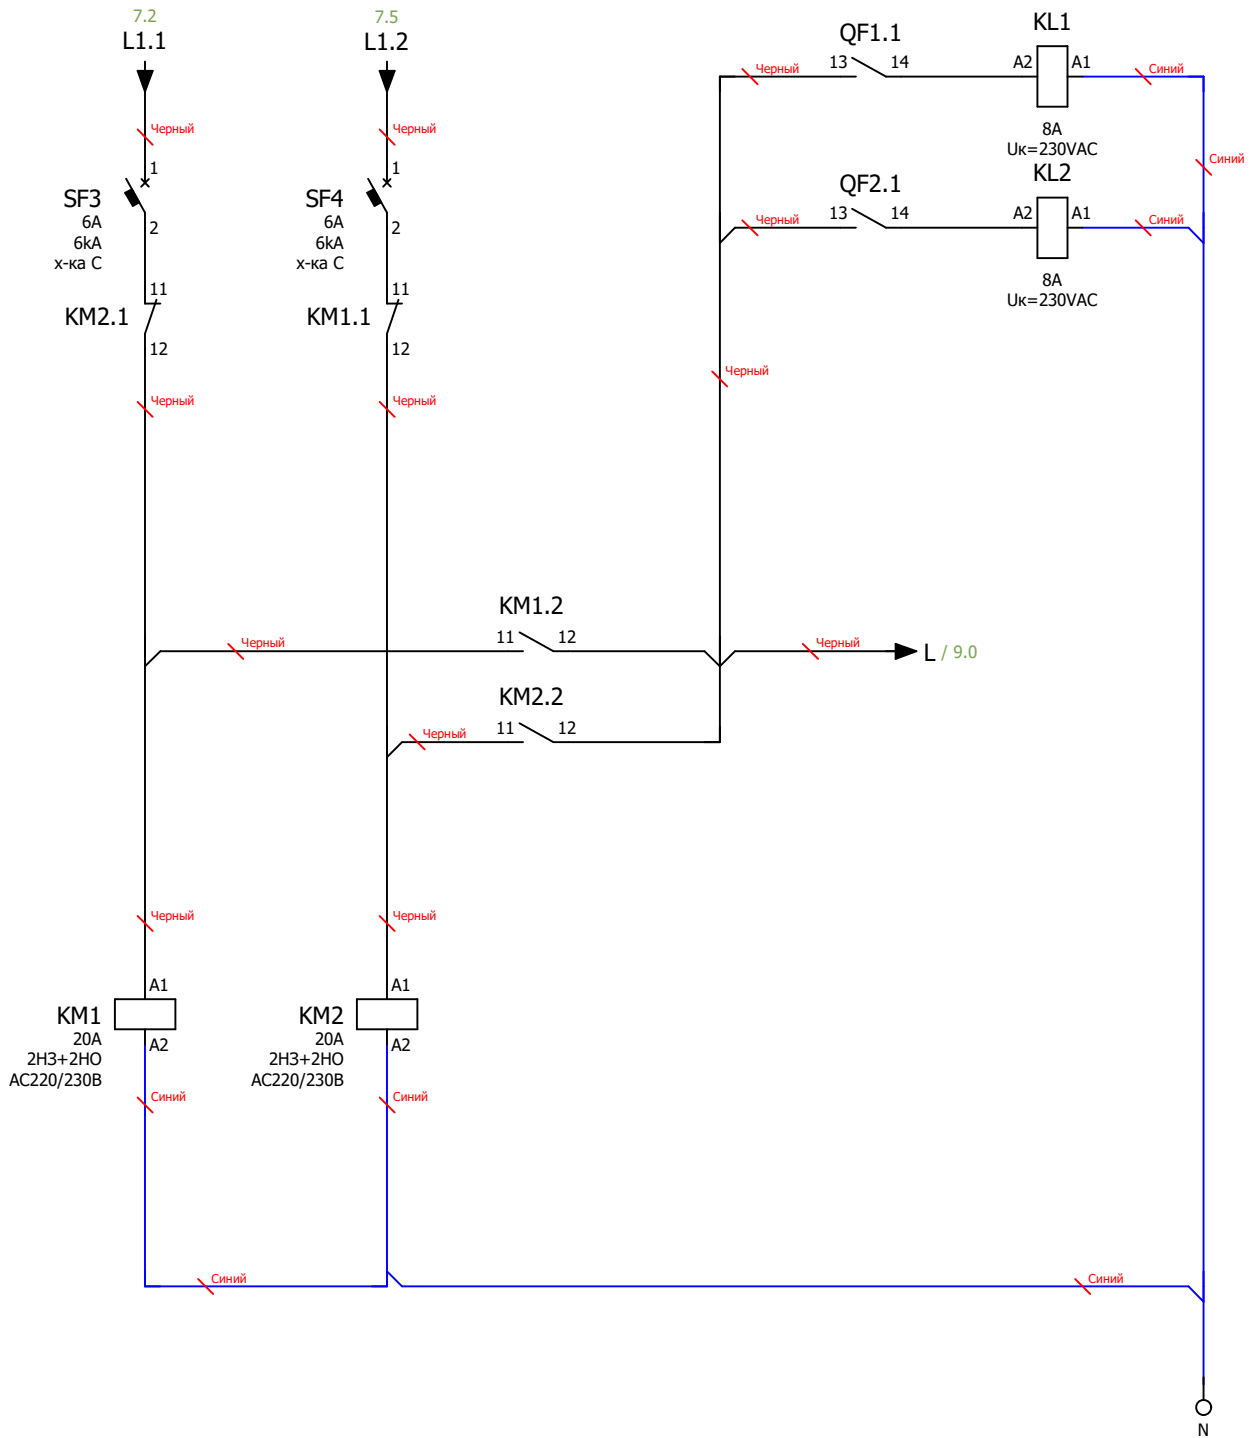 7.2
L1.1
7.5
L1.2
QF1.1
KL1
Черный
13
14
A2
A1
Синий
8A
Uк=230VAC
Черный
Черный
Синий
1
SF3
6A
6kA
х-ка С
2
1
SF4
6A
6kA
х-ка С
2
QF2.1
KL2
Черный
13
14
A2
A1
Синий
8A
Uк=230VAC
11
KM2.1
12
11
KM1.1
12
Черный
Черный
Черный
KM1.2
Черный
11
12
Черный
L / 9.0
KM2.2
Черный
11
12
Черный
Черный
A1
KM1
20A
2НЗ+2НО
AC220/230В
A2
A1
KM2
20A
2НЗ+2НО
AC220/230В
A2
Синий
Синий
Синий
Синий
N